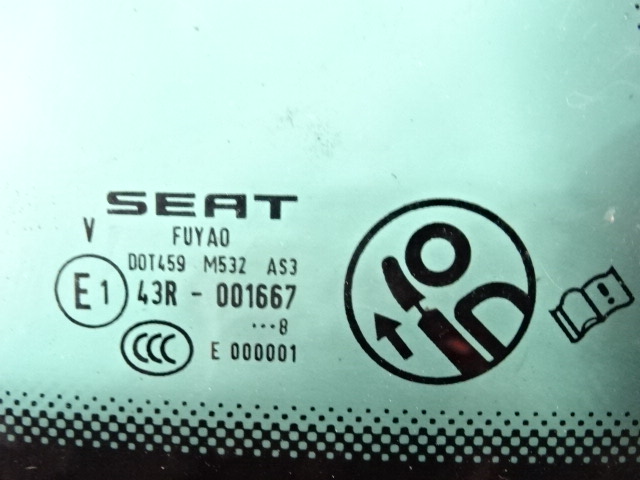 SEAT
V FUYAO
DOT459 M532 AS3
E1 43R - 001667
···8
CCC E 000001